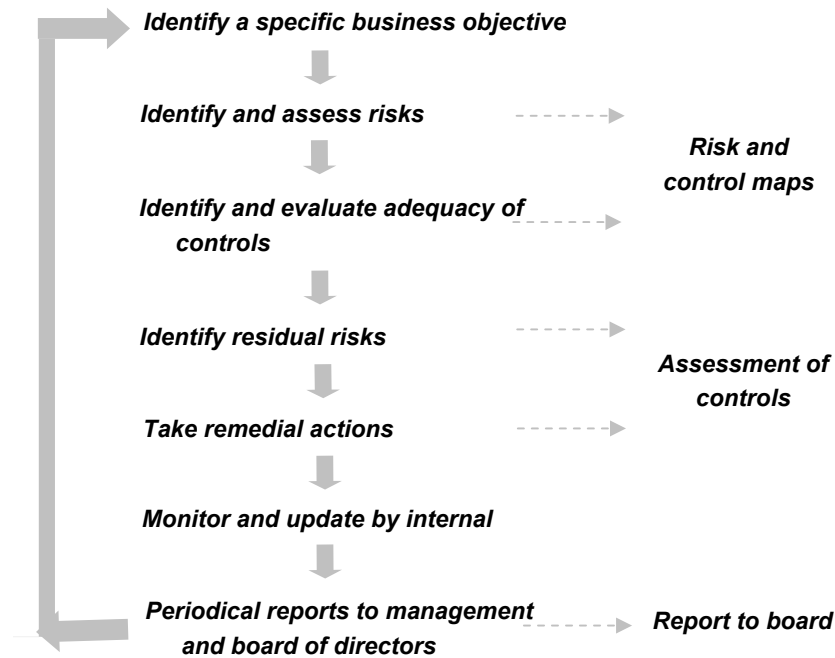 Identify a specific business objective
Identify and assess risks
Risk and
control maps
Identify and evaluate adequacy of
controls
Identify residual risks
Assessment of
controls
Take remedial actions
Monitor and update by internal
Periodical reports to management
and board of directors
Report to board